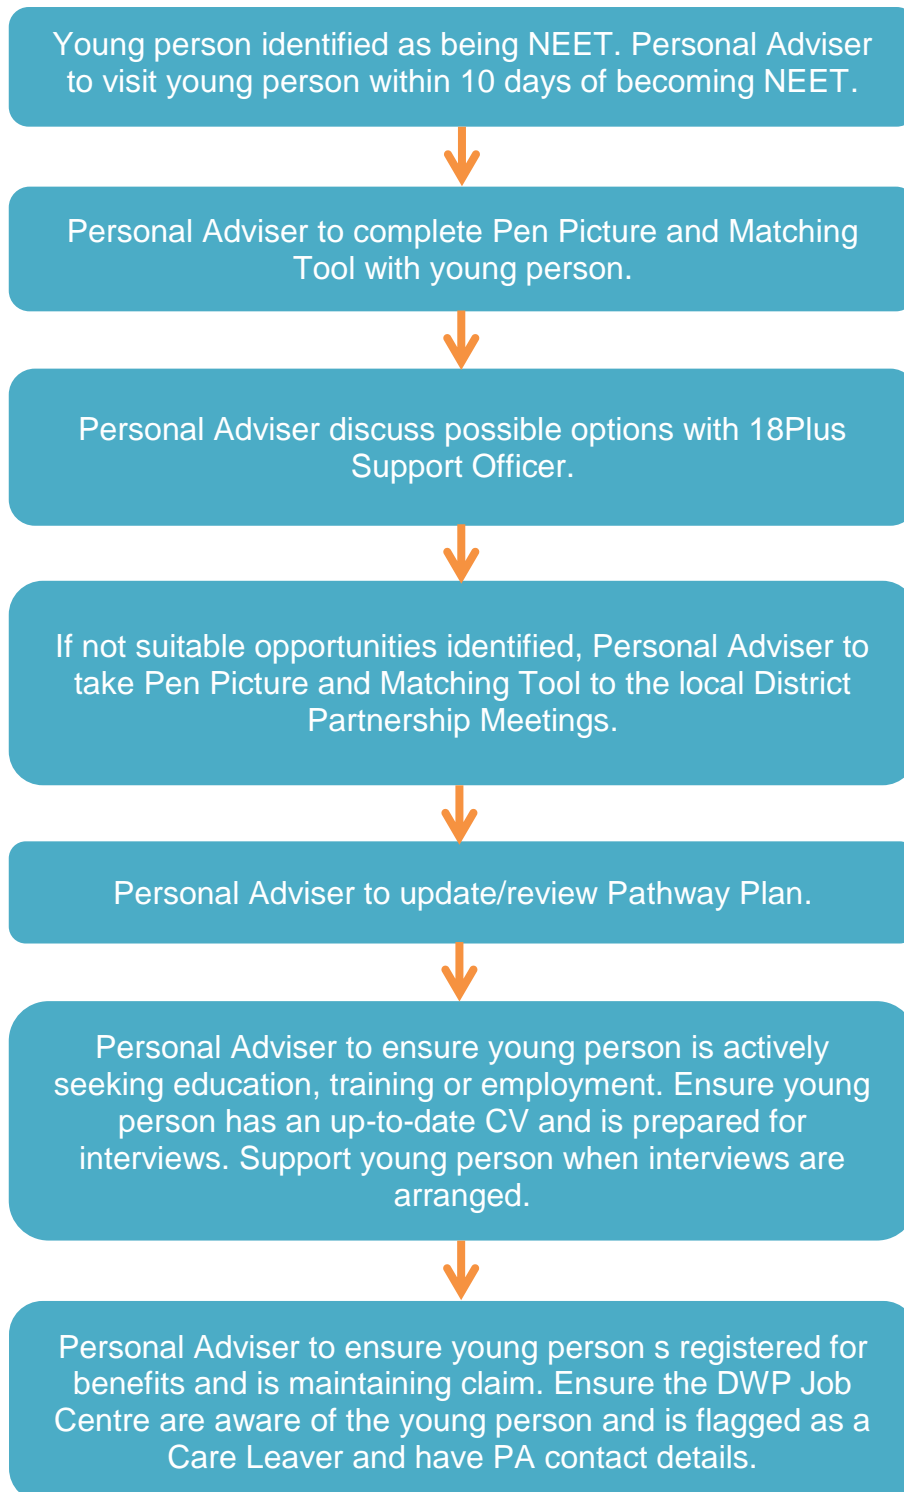 Young person identified as being NEET. Personal Adviser
to visit young person within 10 days of becoming NEET.
Personal Adviser to complete Pen Picture and Matching
Tool with young person.
Personal Adviser discuss possible options with 18Plus
Support Officer.
If not suitable opportunities identified, Personal Adviser to
take Pen Picture and Matching Tool to the local District
Partnership Meetings.
Personal Adviser to update/review Pathway Plan.
Personal Adviser to ensure young person is actively
seeking education, training or employment. Ensure young
person has an up-to-date CV and is prepared for
interviews. Support young person when interviews are
arranged.
Personal Adviser to ensure young person s registered for
benefits and is maintaining claim. Ensure the DWP Job
Centre are aware of the young person and is flagged as a
Care Leaver and have PA contact details.